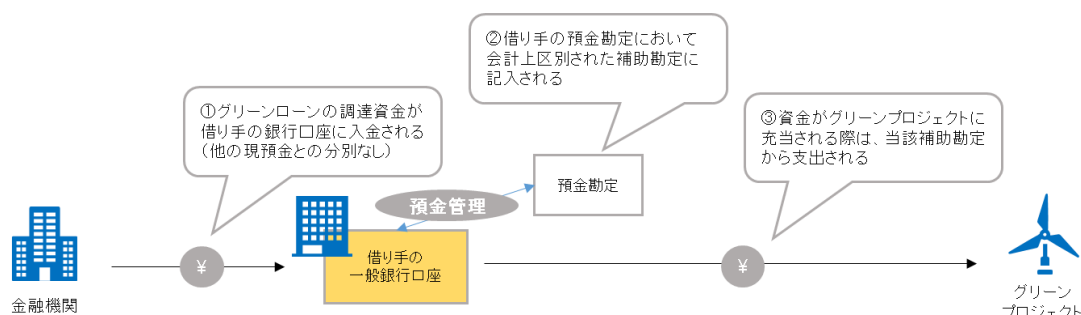 ②借り手の預金勘定において
会計上区別された補助勘定に
記入される
①グリーンローンの調達資金が
借り手の銀行口座に入金される
（他の現預金との分別なし）
③資金がグリーンプロジェクトに
充当される際は、当該補助勘定
から支出される
預金勘定
預金管理
借り手の
一般銀行口座
¥
¥
金融機関
グリーン
プロジェクト